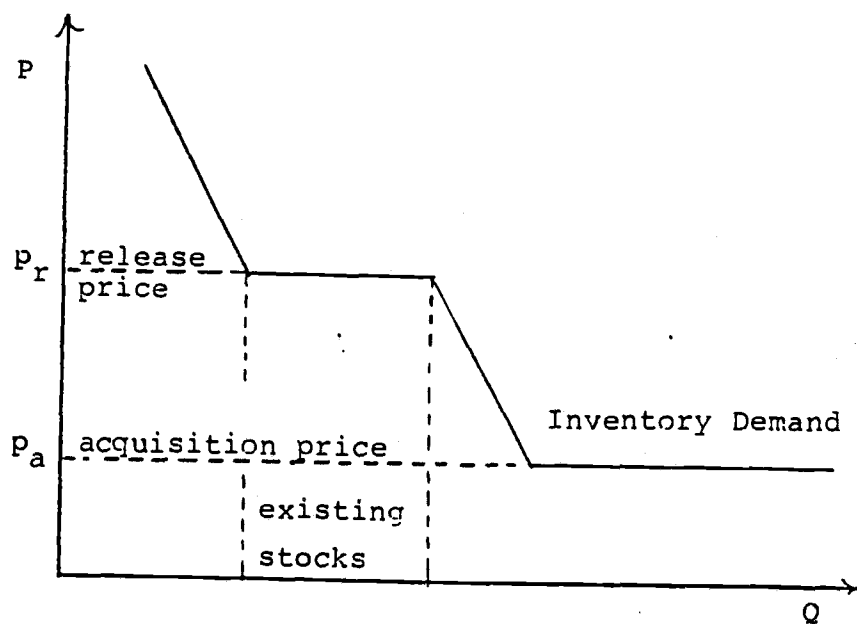 P
p_r release
price
Inventory Demand
p_a acquisition price
existing
stocks
Q